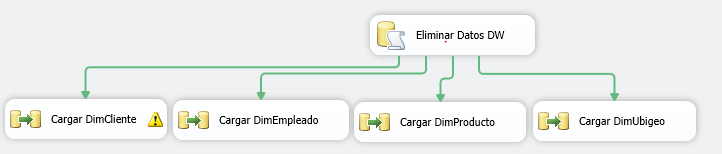 Eliminar Datos DW
Cargar DimCliente
Cargar DimEmpleado
Cargar DimProducto
Cargar DimUbigeo